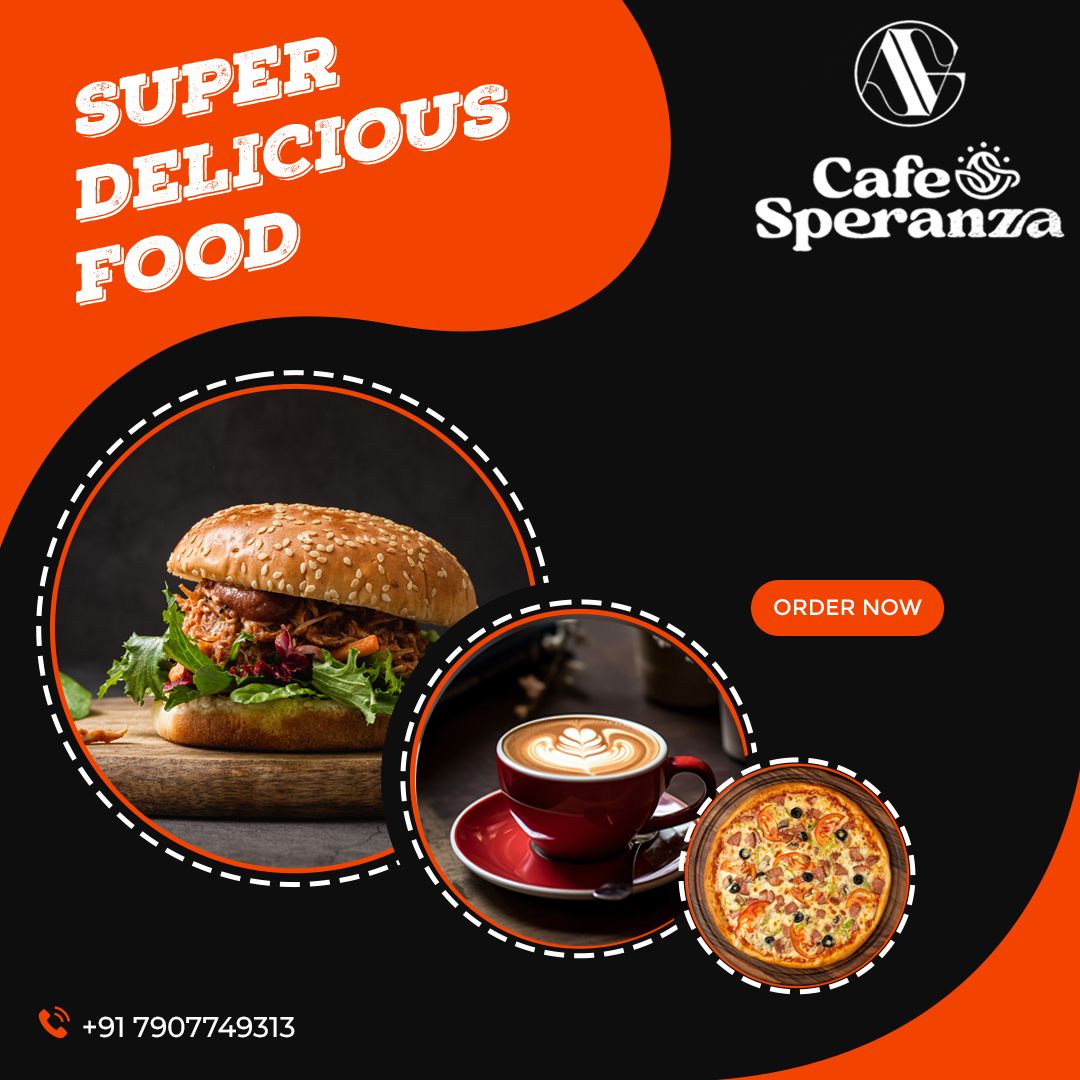 SUPER
DELICIOUS
FOOD
Cafe
Speranza
ORDER NOW
+91 7907749313